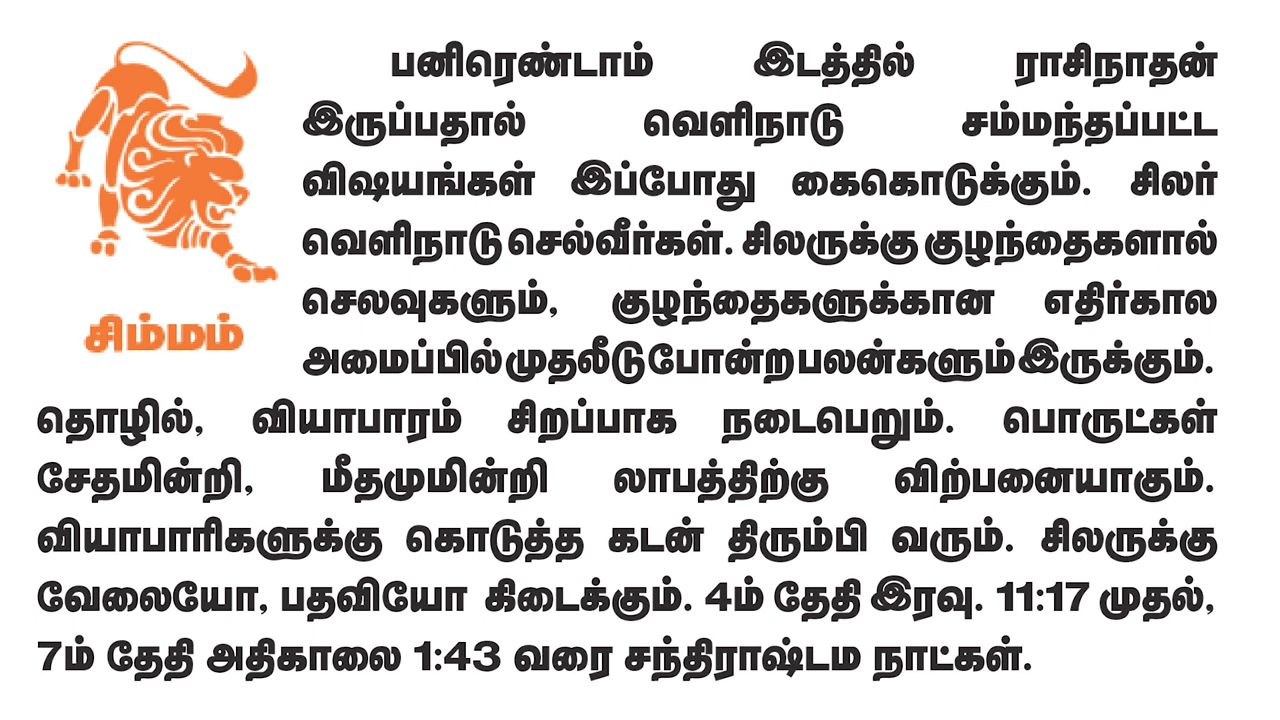 பனிரெண்டாம் இடத்தில் ராசிநாதன்
இருப்பதால் வெளிநாடு சம்மந்தப்பட்ட
விஷயங்கள் இப்போது கைகொடுக்கும். சிலர்
வெளிநாடு செல்வீர்கள். சிலருக்கு குழந்தைகளால்
செலவுகளும், குழந்தைகளுக்கான எதிர்கால
அமைப்பில் முதலீடு போன்ற பலன்களும் இருக்கும்.
சிம்மம்
தொழில், வியாபாரம் சிறப்பாக நடைபெறும். பொருட்கள்
சேதமின்றி, மீதமுமின்றி லாபத்திற்கு விற்பனையாகும்.
வியாபாரிகளுக்கு கொடுத்த கடன் திரும்பி வரும். சிலருக்கு
வேலையோ, பதவியோ கிடைக்கும். 4ம் தேதி இரவு. 11:17 முதல்,
7ம் தேதி அதிகாலை 1:43 வரை சந்திராஷ்டம நாட்கள்.